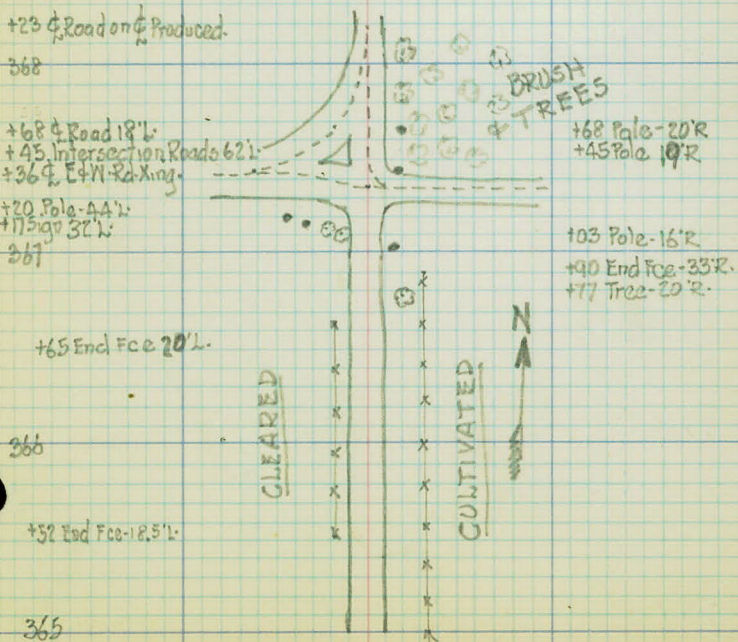 +23 ℄ Road on ℄ Produced.
368
BRUSH
& TREES
+68 ℄ Road 18'L.
+45 Intersection Roads 62'L.
+36 ℄ E&W Rd Xing.
+68 Pole-20'R
+45 Pole 19'R
+20 Pole-44'L.
+17 Sign 32'L.
367
+03 Pole-16'R
+90 End Fce-33'R.
+77 Tree-20'R.
N
+65 End Fce 20'L.
CLEARED
CULTIVATED
366
+52 End Fce-18.5'L.
365